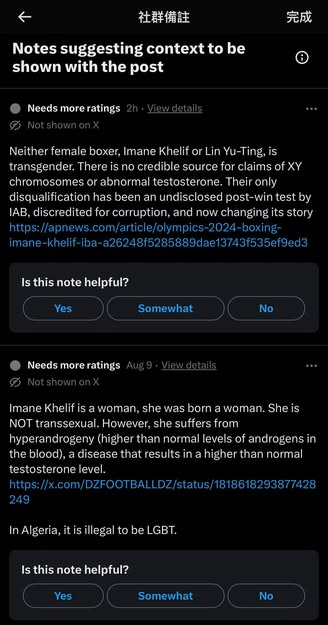 社群備註
完成
Notes suggesting context to be
shown with the post
Needs more ratings 2h · View details
Not shown on X
Neither female boxer, Imane Khelif or Lin Yu-Ting, is
transgender. There is no credible source for claims of XY
chromosomes or abnormal testosterone. Their only
disqualification has been an undisclosed post-win test by
IAB, discredited for corruption, and now changing its story
https://apnews.com/article/olympics-2024-boxing-
imane-khelif-iba-a26248f5285889dae13743f535ef9ed3
Is this note helpful?
Yes
Somewhat
No
Needs more ratings Aug 9 · View details
Not shown on X
Imane Khelif is a woman, she was born a woman. She is
NOT transsexual. However, she suffers from
hyperandrogeny (higher than normal levels of androgens in
the blood), a disease that results in a higher than normal
testosterone level.
https://x.com/DZFOOTBALLDZ/status/1818618293877428
249
In Algeria, it is illegal to be LGBT.
Is this note helpful?
Yes
Somewhat
No